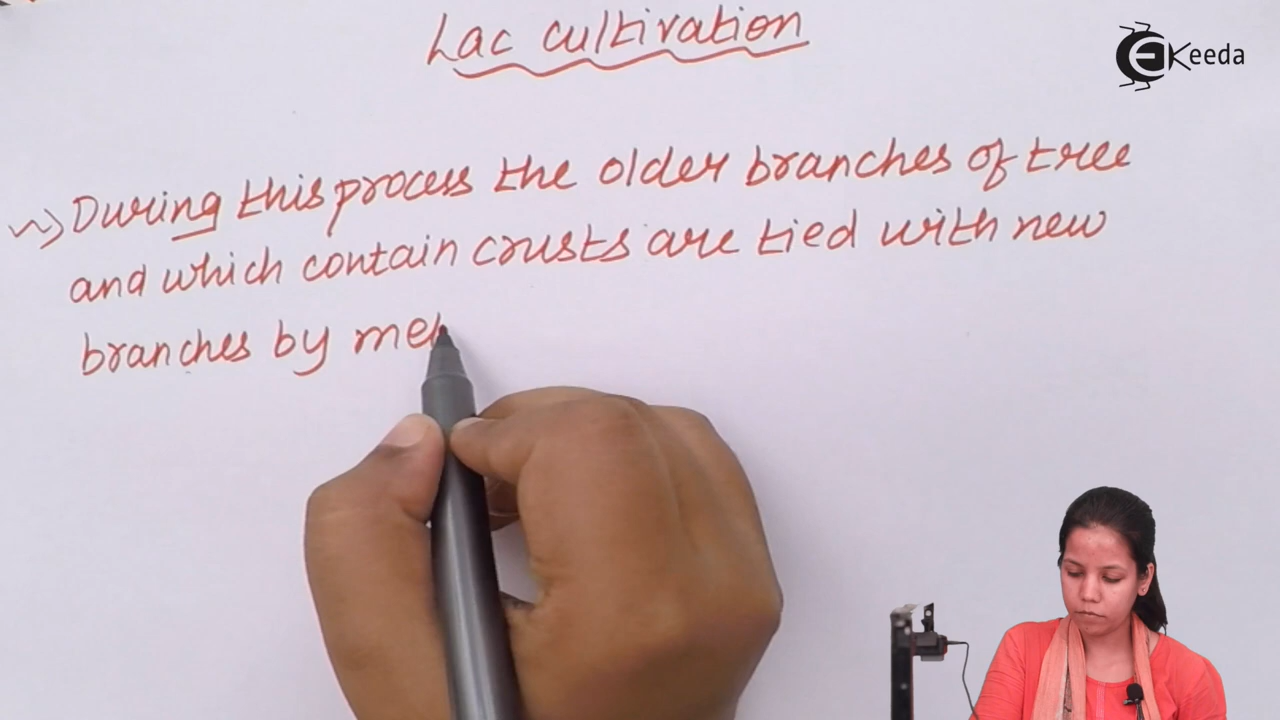 Lac cultivation
EKeeda
During this process the older branches of tree
and which contain crusts are tied with new
branches by